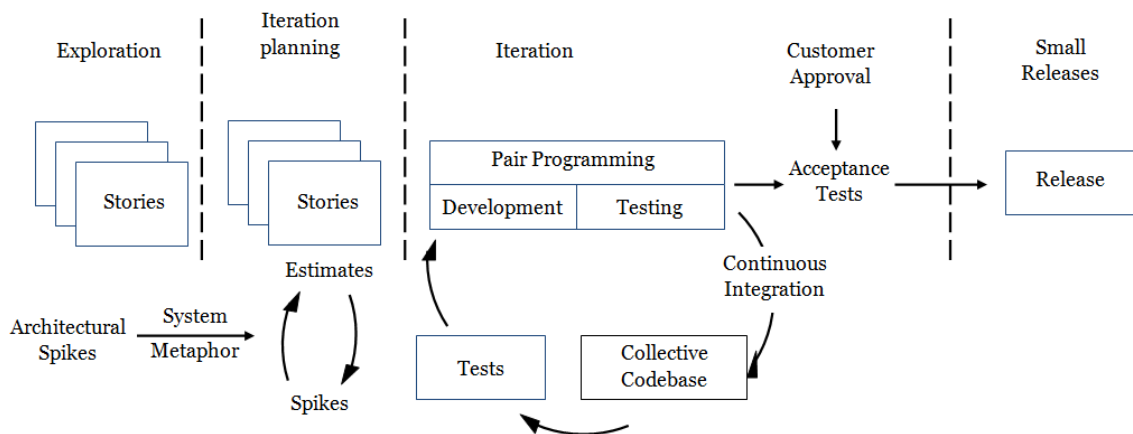 Exploration
Iteration
planning
Iteration
Customer
Approval
Small
Releases
Stories
Stories
Pair Programming
Development
Testing
Acceptance
Tests
Release
Estimates
Continuous
Integration
Architectural
Spikes
System
Metaphor
Spikes
Tests
Collective
Codebase